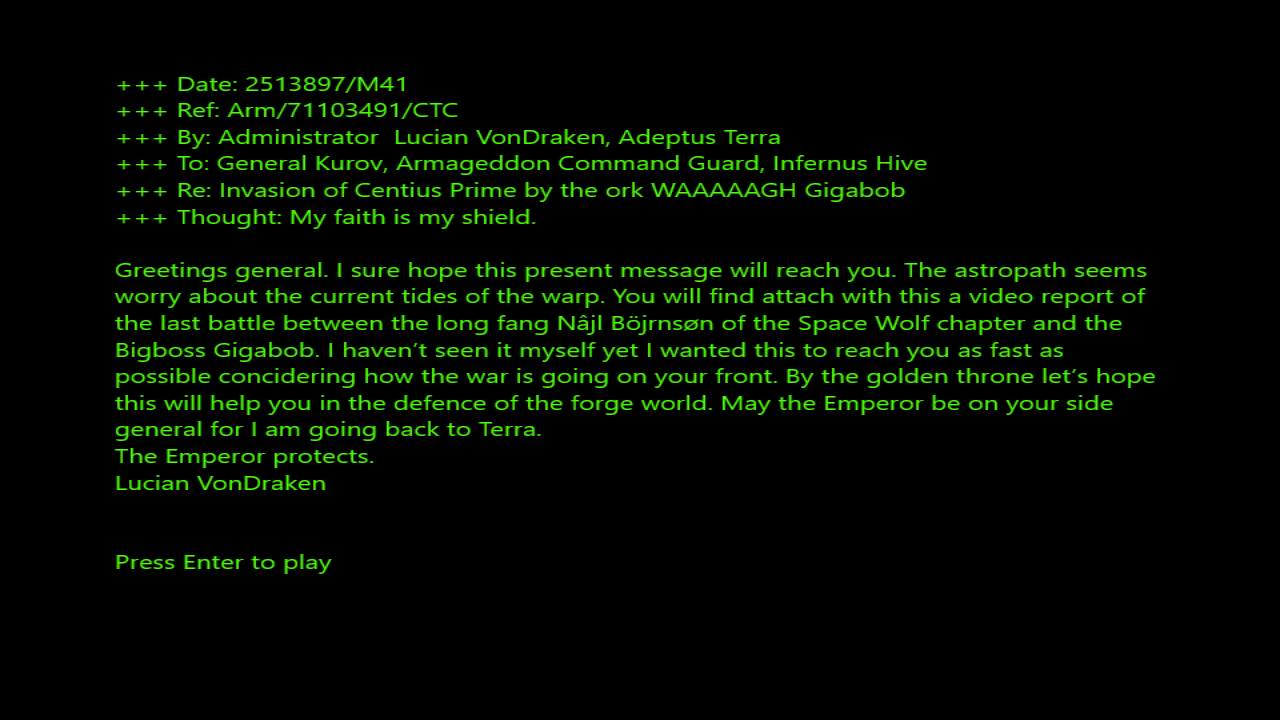 +++ Date: 2513897/M41
+++ Ref: Arm/71103491/CTC
+++ By: Administrator  Lucian VonDraken, Adeptus Terra
+++ To: General Kurov, Armageddon Command Guard, Infernus Hive
+++ Re: Invasion of Centius Prime by the ork WAAAAAGH Gigabob
+++ Thought: My faith is my shield.
Greetings general. I sure hope this present message will reach you. The astropath seems
worry about the current tides of the warp. You will find attach with this a video report of
the last battle between the long fang Nâjl Böjrnsøn of the Space Wolf chapter and the
Bigboss Gigabob. I haven’t seen it myself yet I wanted this to reach you as fast as
possible concidering how the war is going on your front. By the golden throne let’s hope
this will help you in the defence of the forge world. May the Emperor be on your side
general for I am going back to Terra.
The Emperor protects.
Lucian VonDraken
Press Enter to play